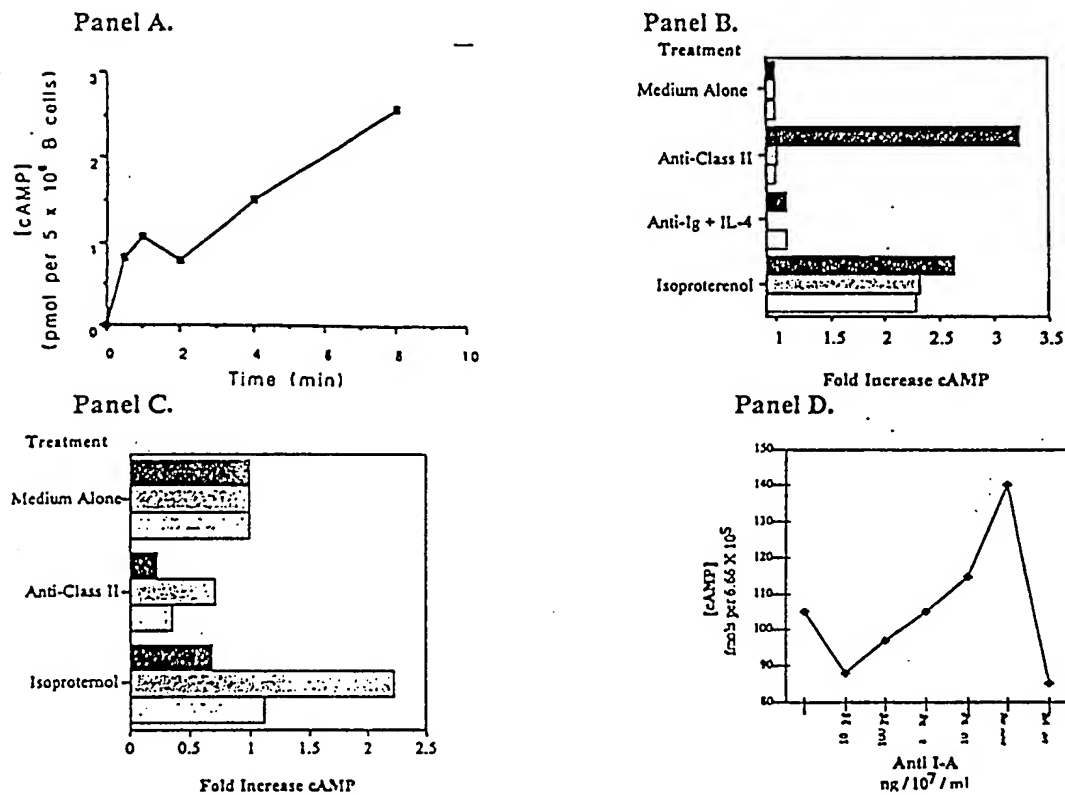 Panel A.
3
2
1
0
[cAMP]
(pmol per 5 x 10⁶ B cells)
0 2 4 6 8 10
Time (min)
Panel B.
Treatment
Medium Alone
Anti-Class II
Anti-Ig + IL-4
Isoproterenol
1 1.5 2 2.5 3 3.5
Fold Increase cAMP
Panel C.
Treatment
Medium Alone
Anti-Class II
Isoproternol
0 0.5 1 1.5 2 2.5
Fold Increase cAMP
Panel D.
150
140
130
120
110
100
90
80
[cAMP]
fmols per 6.66 X 10⁵
Anti I-A
ng / 10⁷ / ml